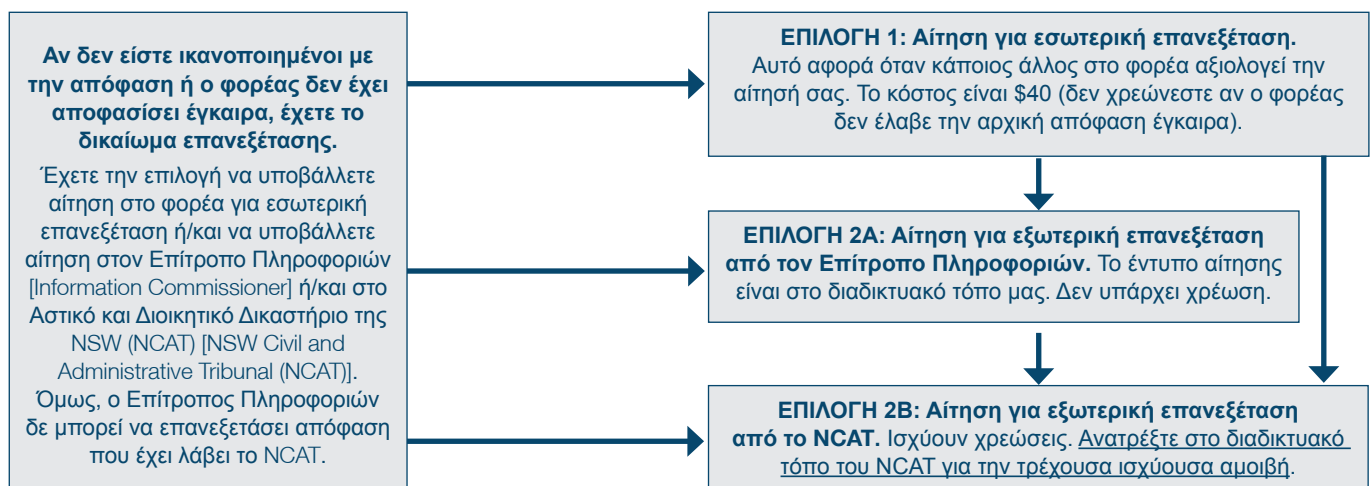 Αν δεν είστε ικανοποιημένοι με
την απόφαση ή ο φορέας δεν έχει
αποφασίσει έγκαιρα, έχετε το
δικαίωμα επανεξέτασης.
Έχετε την επιλογή να υποβάλλετε
αίτηση στο φορέα για εσωτερική
επανεξέταση ή/και να υποβάλλετε
αίτηση στον Επίτροπο Πληροφοριών
[Information Commissioner] ή/και στο
Αστικό και Διοικητικό Δικαστήριο της
NSW (NCAT) [NSW Civil and
Administrative Tribunal (NCAT)].
Όμως, ο Επίτροπος Πληροφοριών
δε μπορεί να επανεξετάσει απόφαση
που έχει λάβει το NCAT.
ΕΠΙΛΟΓΗ 1: Αίτηση για εσωτερική επανεξέταση.
Αυτό αφορά όταν κάποιος άλλος στο φορέα αξιολογεί την
αίτησή σας. Το κόστος είναι $40 (δεν χρεώνεστε αν ο φορέας
δεν έλαβε την αρχική απόφαση έγκαιρα).
ΕΠΙΛΟΓΗ 2Α: Αίτηση για εξωτερική επανεξέταση
από τον Επίτροπο Πληροφοριών. Το έντυπο αίτησης
είναι στο διαδικτυακό τόπο μας. Δεν υπάρχει χρέωση.
ΕΠΙΛΟΓΗ 2Β: Αίτηση για εξωτερική επανεξέταση
από το NCAT. Ισχύουν χρεώσεις. Ανατρέξτε στο διαδικτυακό
τόπο του NCAT για την τρέχουσα ισχύουσα αμοιβή.